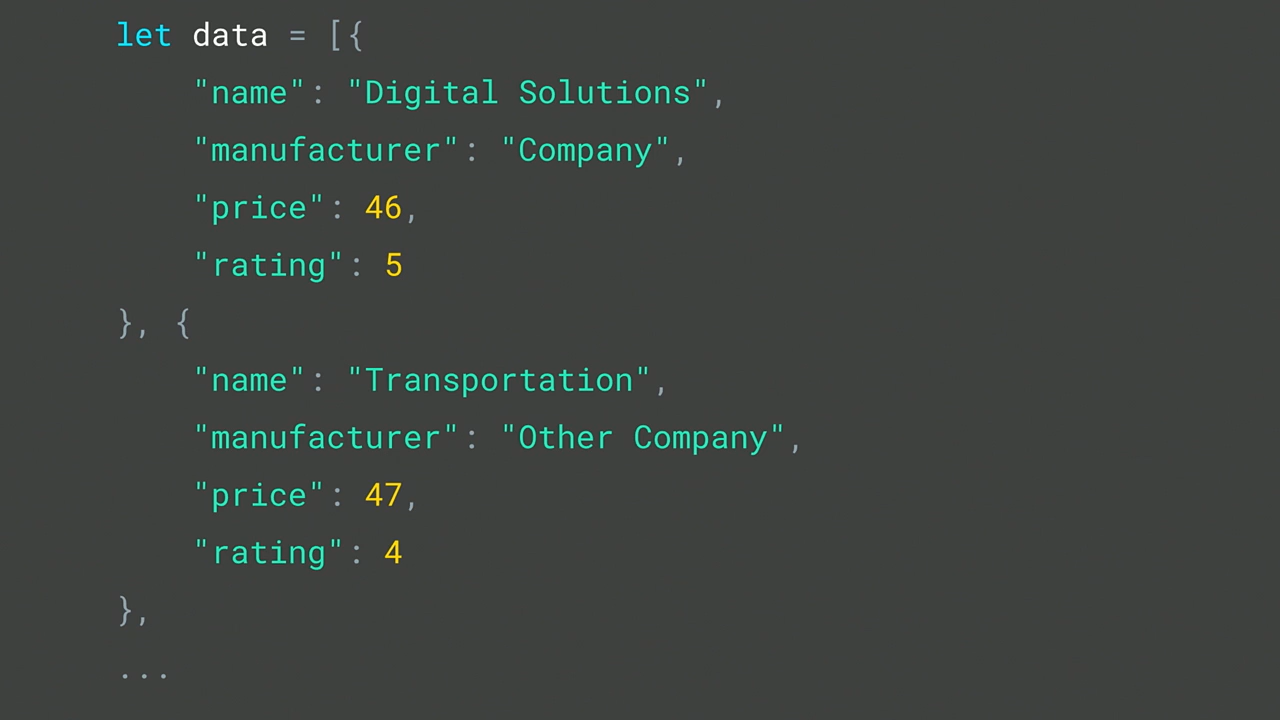 let data = [{
"name": "Digital Solutions",
"manufacturer": "Company",
"price": 46,
"rating": 5
}, {
"name": "Transportation",
"manufacturer": "Other Company",
"price": 47,
"rating": 4
},
...